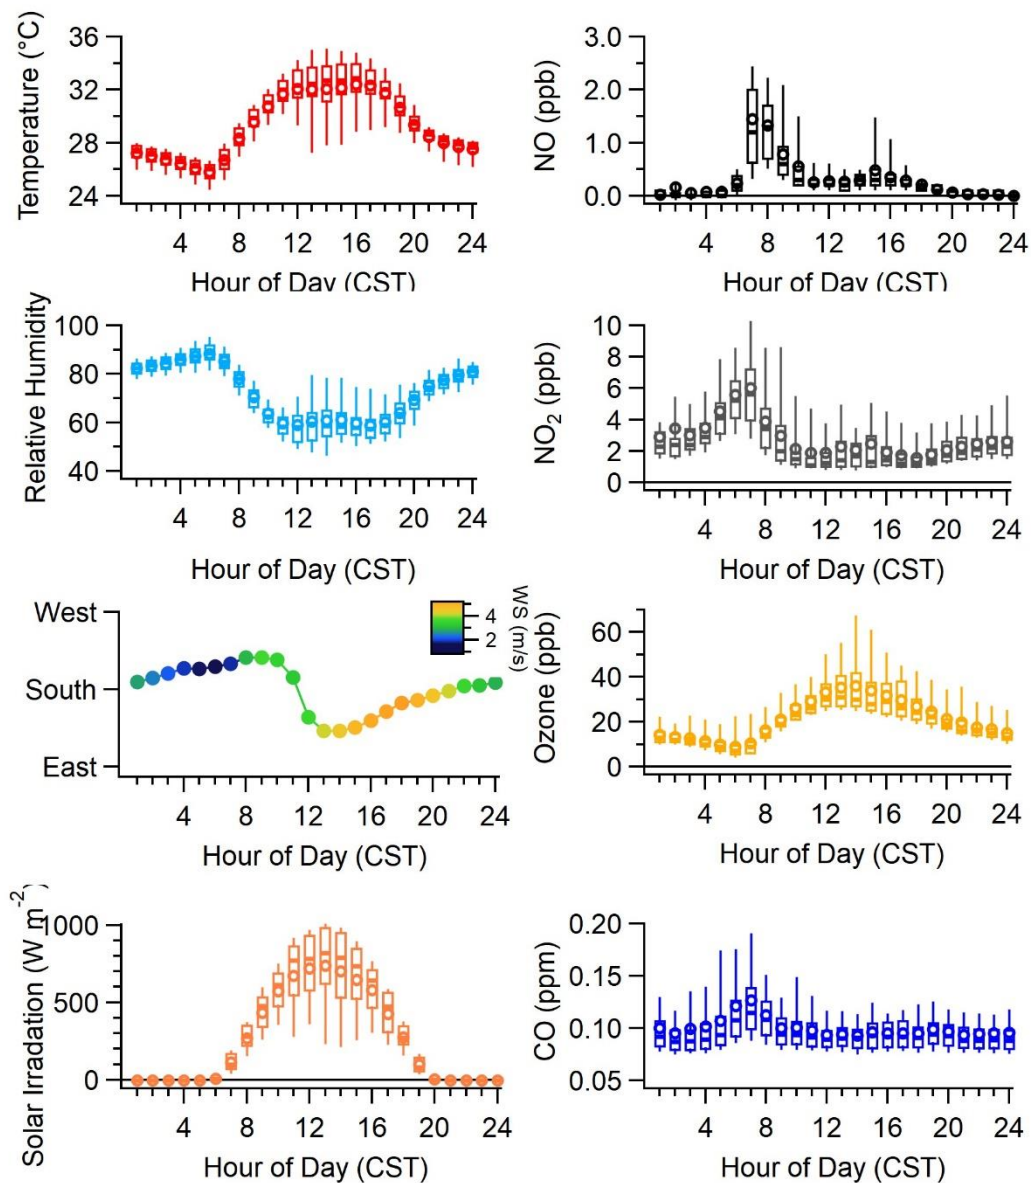 Temperature (°C)
36
32
28
24
4 8 12 16 20 24
Hour of Day (CST)
NO (ppb)
3.0
2.0
1.0
0.0
4 8 12 16 20 24
Hour of Day (CST)
Relative Humidity
100
80
60
40
4 8 12 16 20 24
Hour of Day (CST)
NO2 (ppb)
10
8
6
4
2
0
4 8 12 16 20 24
Hour of Day (CST)
West
South
East
4
2
WS (m/s)
4 8 12 16 20 24
Hour of Day (CST)
Ozone (ppb)
60
40
20
0
4 8 12 16 20 24
Hour of Day (CST)
Solar Irradation (W m-2)
1000
500
0
4 8 12 16 20 24
Hour of Day (CST)
CO (ppm)
0.20
0.15
0.10
0.05
4 8 12 16 20 24
Hour of Day (CST)